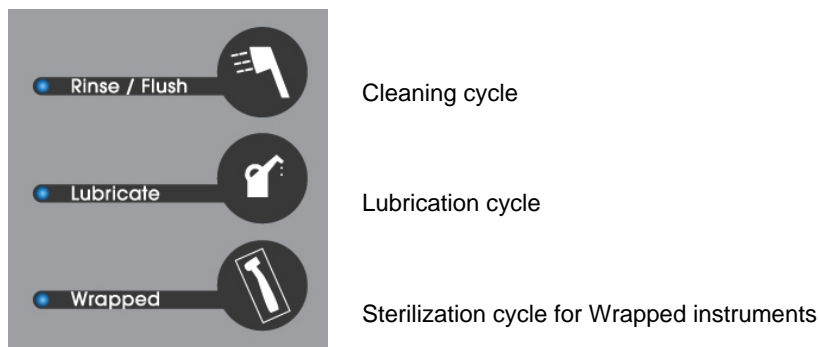 Rinse / Flush
Cleaning cycle
Lubricate
Lubrication cycle
Wrapped
Sterilization cycle for Wrapped instruments